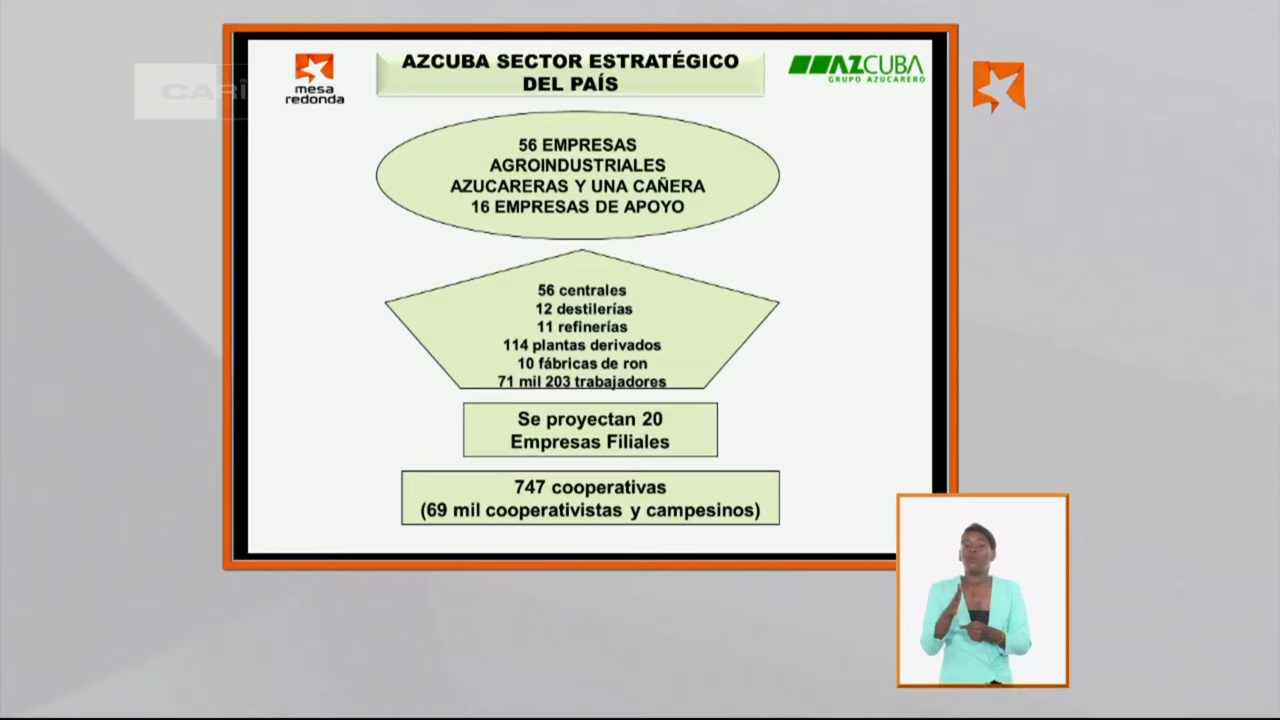 CARI
mesa
redonda
AZCUBA SECTOR ESTRATÉGICO
DEL PAÍS
AZCUBA
GRUPO AZUCARERO
56 EMPRESAS
AGROINDUSTRIALES
AZUCARERAS Y UNA CAÑERA
16 EMPRESAS DE APOYO
56 centrales
12 destilerías
11 refinerías
114 plantas derivados
10 fábricas de ron
71 mil 203 trabajadores
Se proyectan 20
Empresas Filiales
747 cooperativas
(69 mil cooperativistas y campesinos)